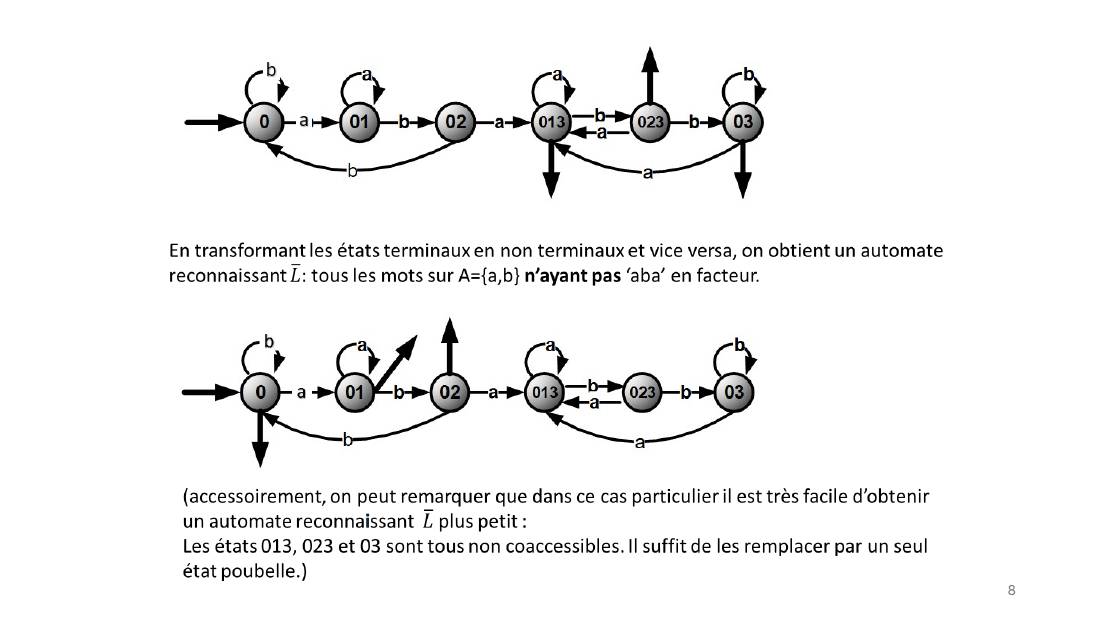 b a a b
0 a 01 b 02 a 013 b a 023 b 03
b a
En transformant les états terminaux en non terminaux et vice versa, on obtient un automate
reconnaissant L̅: tous les mots sur A={a,b} n’ayant pas ‘aba’ en facteur.
b a a b
0 a 01 b 02 a 013 b a 023 b 03
b a
(accessoirement, on peut remarquer que dans ce cas particulier il est très facile d’obtenir
un automate reconnaissant L̅ plus petit :
Les états 013, 023 et 03 sont tous non coaccessibles. Il suffit de les remplacer par un seul
état poubelle.)
8